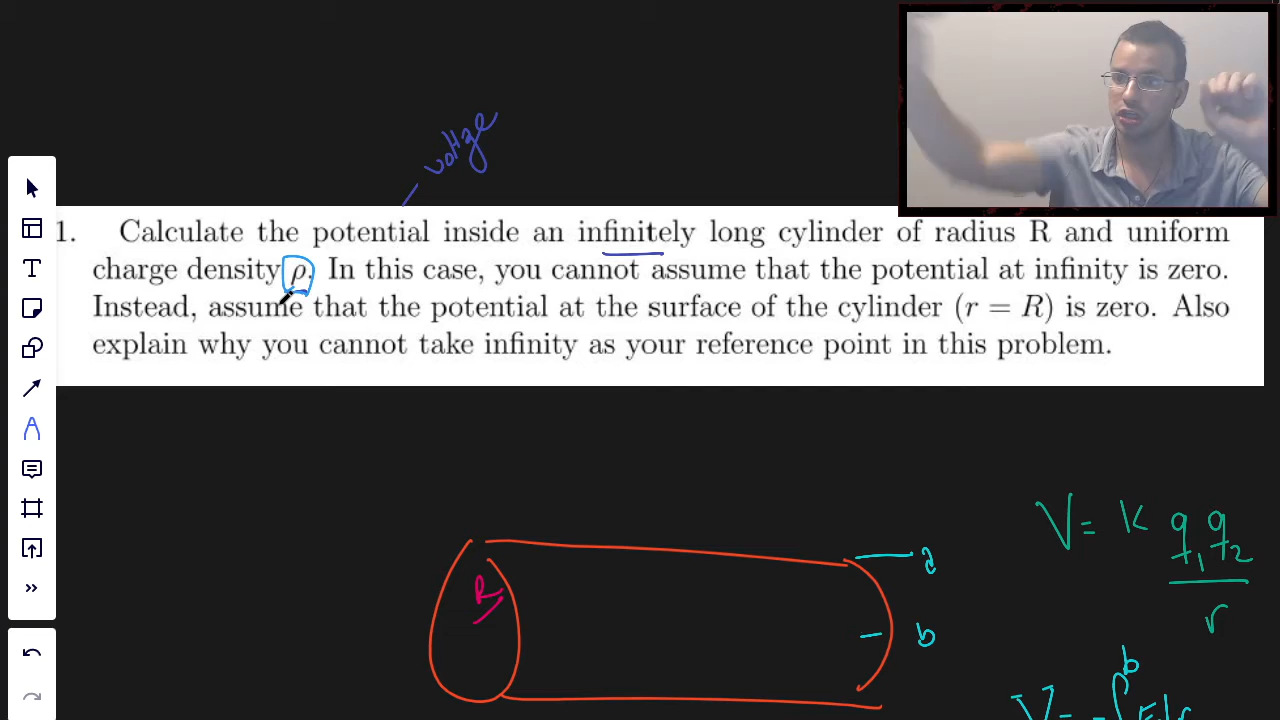 voltage
1. Calculate the potential inside an infinitely long cylinder of radius R and uniform
charge density ρ. In this case, you cannot assume that the potential at infinity is zero.
Instead, assume that the potential at the surface of the cylinder (r = R) is zero. Also
explain why you cannot take infinity as your reference point in this problem.
R
a
b
V = k q₁q₂
r
b
V = - ∫ E dr